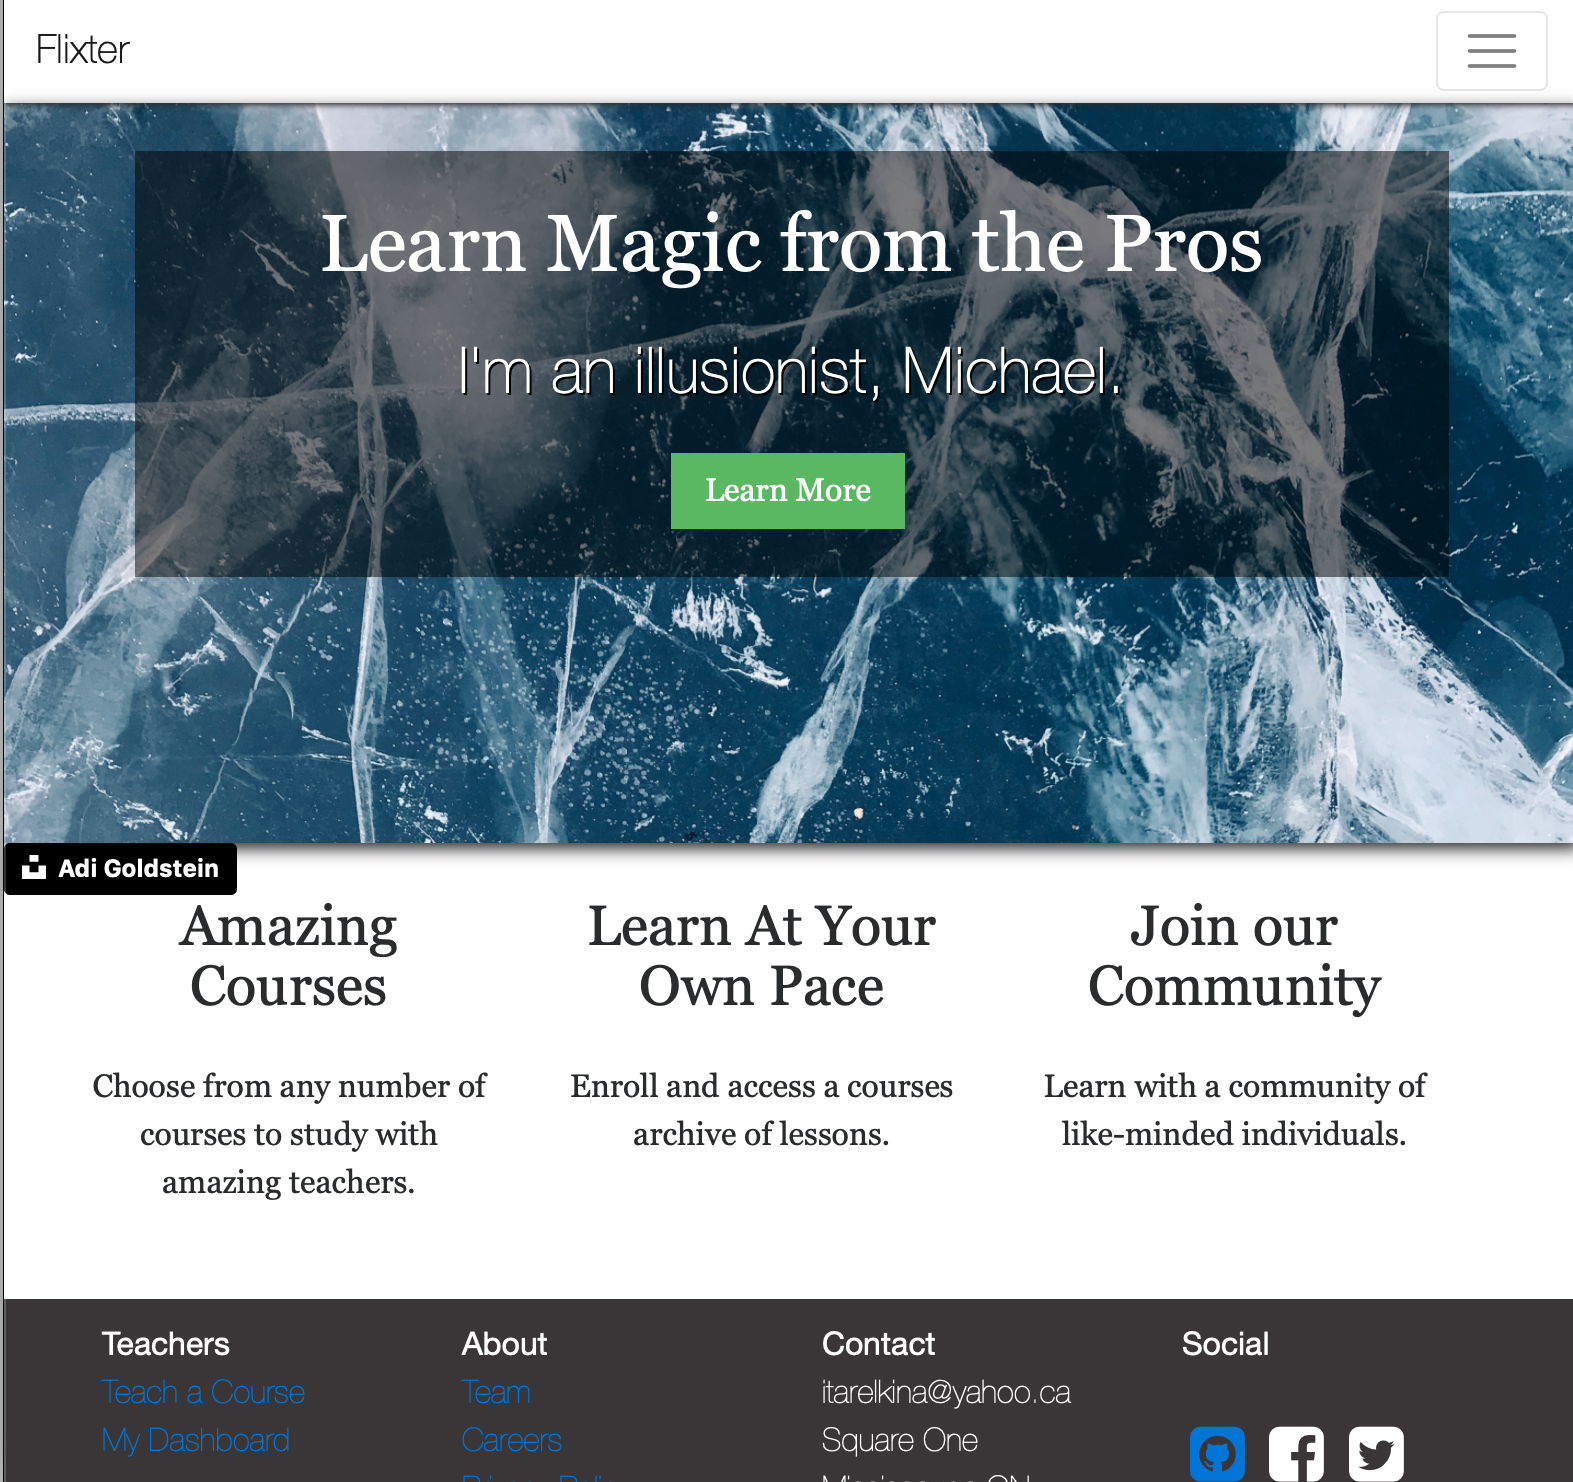 Flixter
Learn Magic from the Pros
I'm an illusionist, Michael.
Learn More
Adi Goldstein
Amazing
Courses
Choose from any number of
courses to study with
amazing teachers.
Learn At Your
Own Pace
Enroll and access a courses
archive of lessons.
Join our
Community
Learn with a community of
like-minded individuals.
Teachers
Teach a Course
My Dashboard
About
Team
Careers
Contact
itarelkina@yahoo.ca
Square One
Social